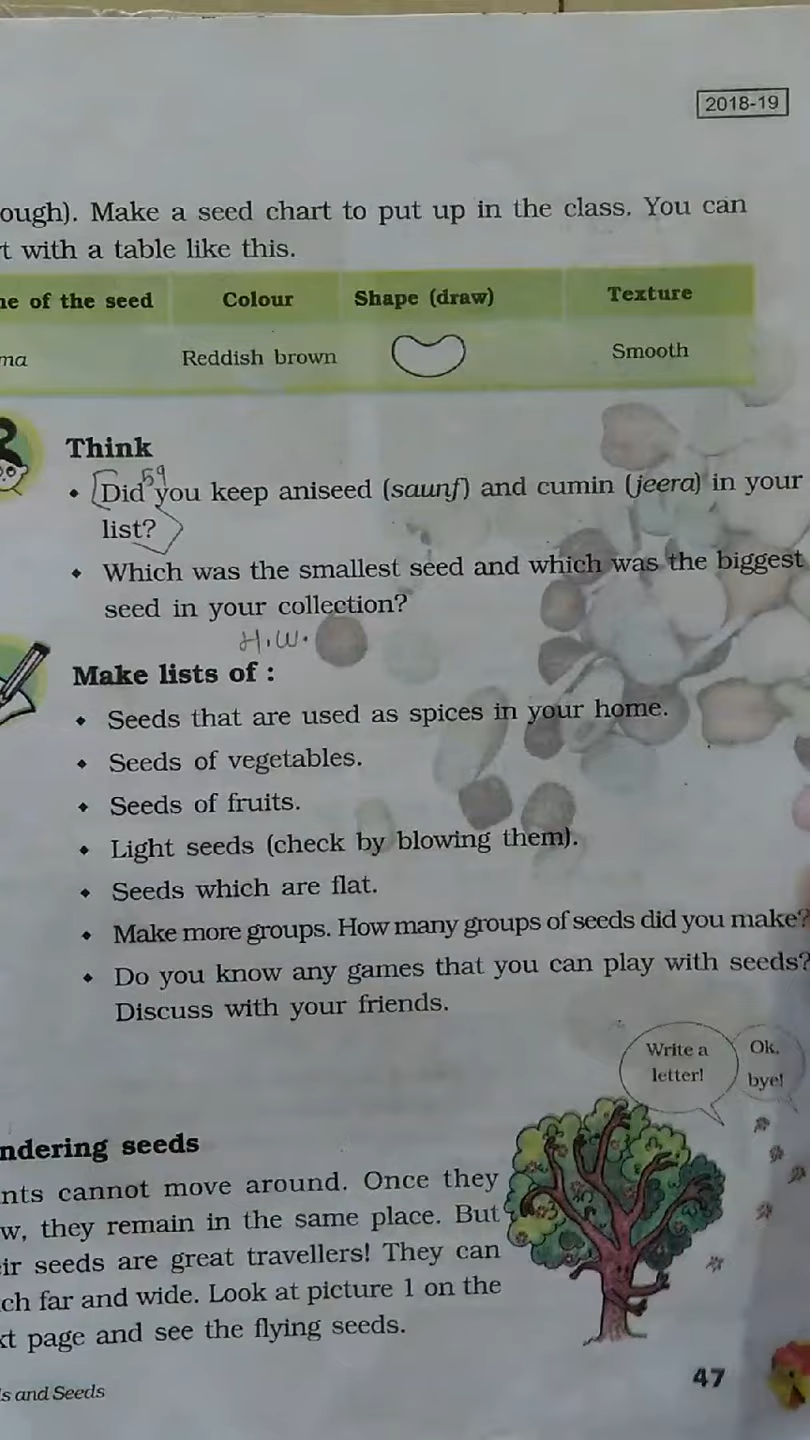 2018-19
ough). Make a seed chart to put up in the class. You can
t with a table like this.
ne of the seed Colour Shape (draw) Texture
ma Reddish brown Smooth
Think
59
• Did you keep aniseed (saunf) and cumin (jeera) in your
list?
• Which was the smallest seed and which was the biggest
seed in your collection?
H.W.
Make lists of :
• Seeds that are used as spices in your home.
• Seeds of vegetables.
• Seeds of fruits.
• Light seeds (check by blowing them).
• Seeds which are flat.
• Make more groups. How many groups of seeds did you make?
• Do you know any games that you can play with seeds?
Discuss with your friends.
Write a
letter!
Ok,
bye!
ndering seeds
nts cannot move around. Once they
w, they remain in the same place. But
ir seeds are great travellers! They can
ch far and wide. Look at picture 1 on the
xt page and see the flying seeds.
47
s and Seeds